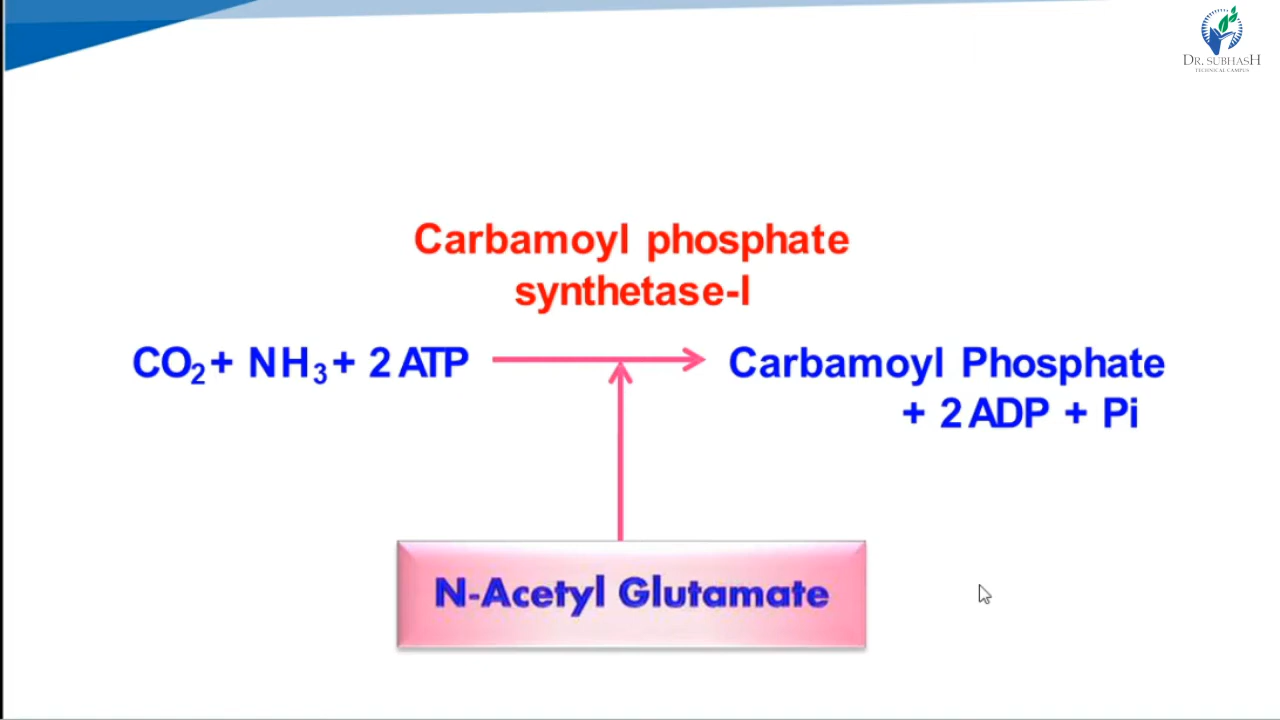 DR. SUBHASH
TECHNICAL CAMPUS
Carbamoyl phosphate
synthetase-I
CO₂ + NH₃ + 2 ATP
Carbamoyl Phosphate
+ 2 ADP + Pi
N-Acetyl Glutamate